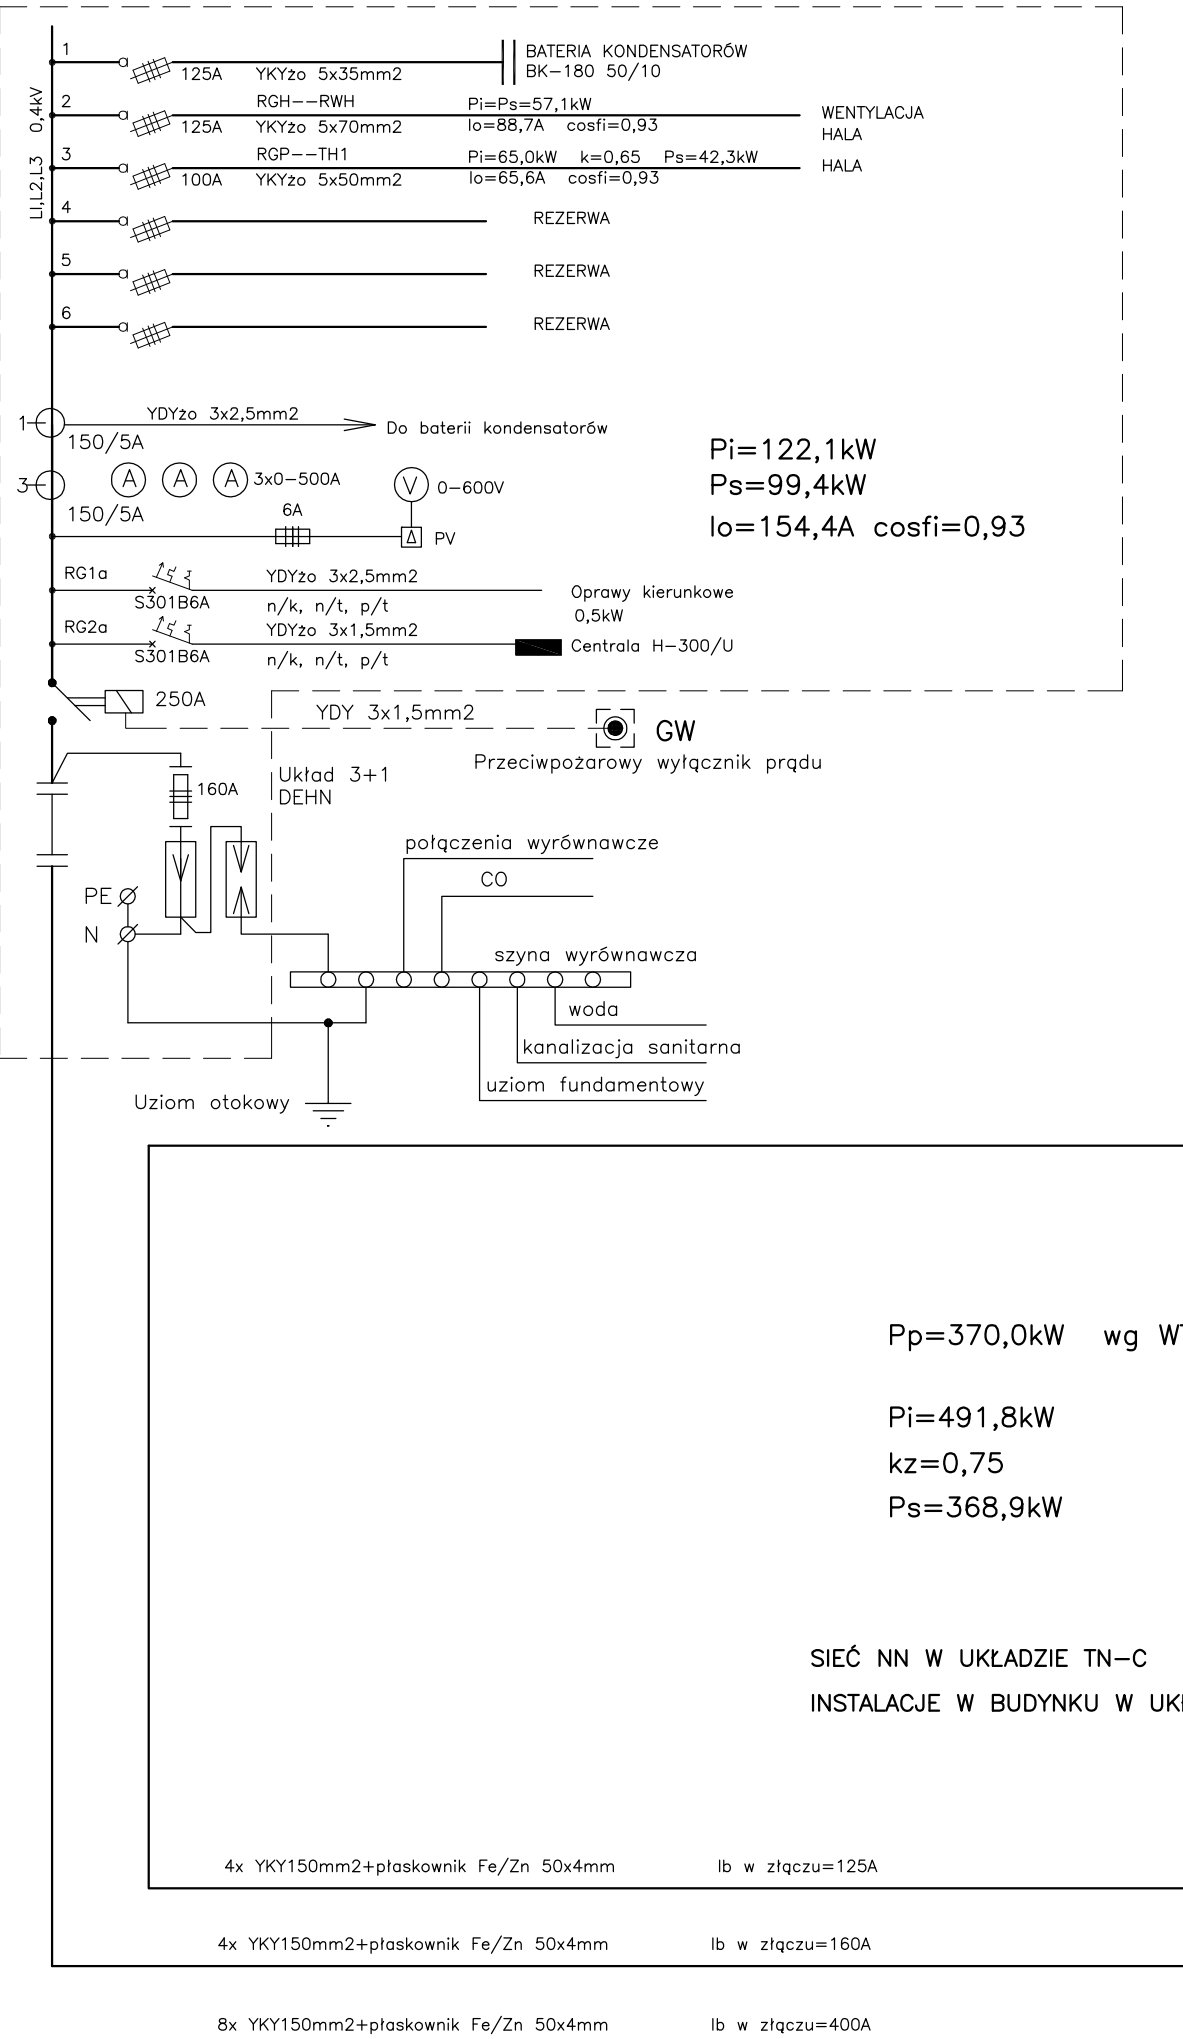 1
125A YKYżo 5x35mm2
BATERIA KONDENSATORÓW
BK-180 50/10
LI,L2,L3 0,4kV
2 RGH--RWH Pi=Ps=57,1kW
125A YKYżo 5x70mm2 Io=88,7A cosfi=0,93
WENTYLACJA
HALA
3 RGP--TH1 Pi=65,0kW k=0,65 Ps=42,3kW
100A YKYżo 5x50mm2 Io=65,6A cosfi=0,93
HALA
4 REZERWA
5 REZERWA
6 REZERWA
1 YDYżo 3x2,5mm2 Do baterii kondensatorów
150/5A
3 A A A 3x0-500A V 0-600V
150/5A
6A PV
Pi=122,1kW
Ps=99,4kW
Io=154,4A cosfi=0,93
RG1a YDYżo 3x2,5mm2
S301B6A n/k, n/t, p/t
Oprawy kierunkowe
0,5kW
RG2a YDYżo 3x1,5mm2
S301B6A n/k, n/t, p/t
Centrala H-300/U
250A
YDY 3x1,5mm2
GW
Przeciwpożarowy wyłącznik prądu
160A
Układ 3+1
DEHN
połączenia wyrównawcze
CO
PE
N
szyna wyrównawcza
woda
kanalizacja sanitarna
uziom fundamentowy
Uziom otokowy
Pp=370,0kW wg
Pi=491,8kW
kz=0,75
Ps=368,9kW
SIEĆ NN W UKŁADZIE TN-C
INSTALACJE W BUDYNKU W
4x YKY150mm2+płaskownik Fe/Zn 50x4mm Ib w złączu=125A
4x YKY150mm2+płaskownik Fe/Zn 50x4mm Ib w złączu=160A
8x YKY150mm2+płaskownik Fe/Zn 50x4mm Ib w złączu=400A